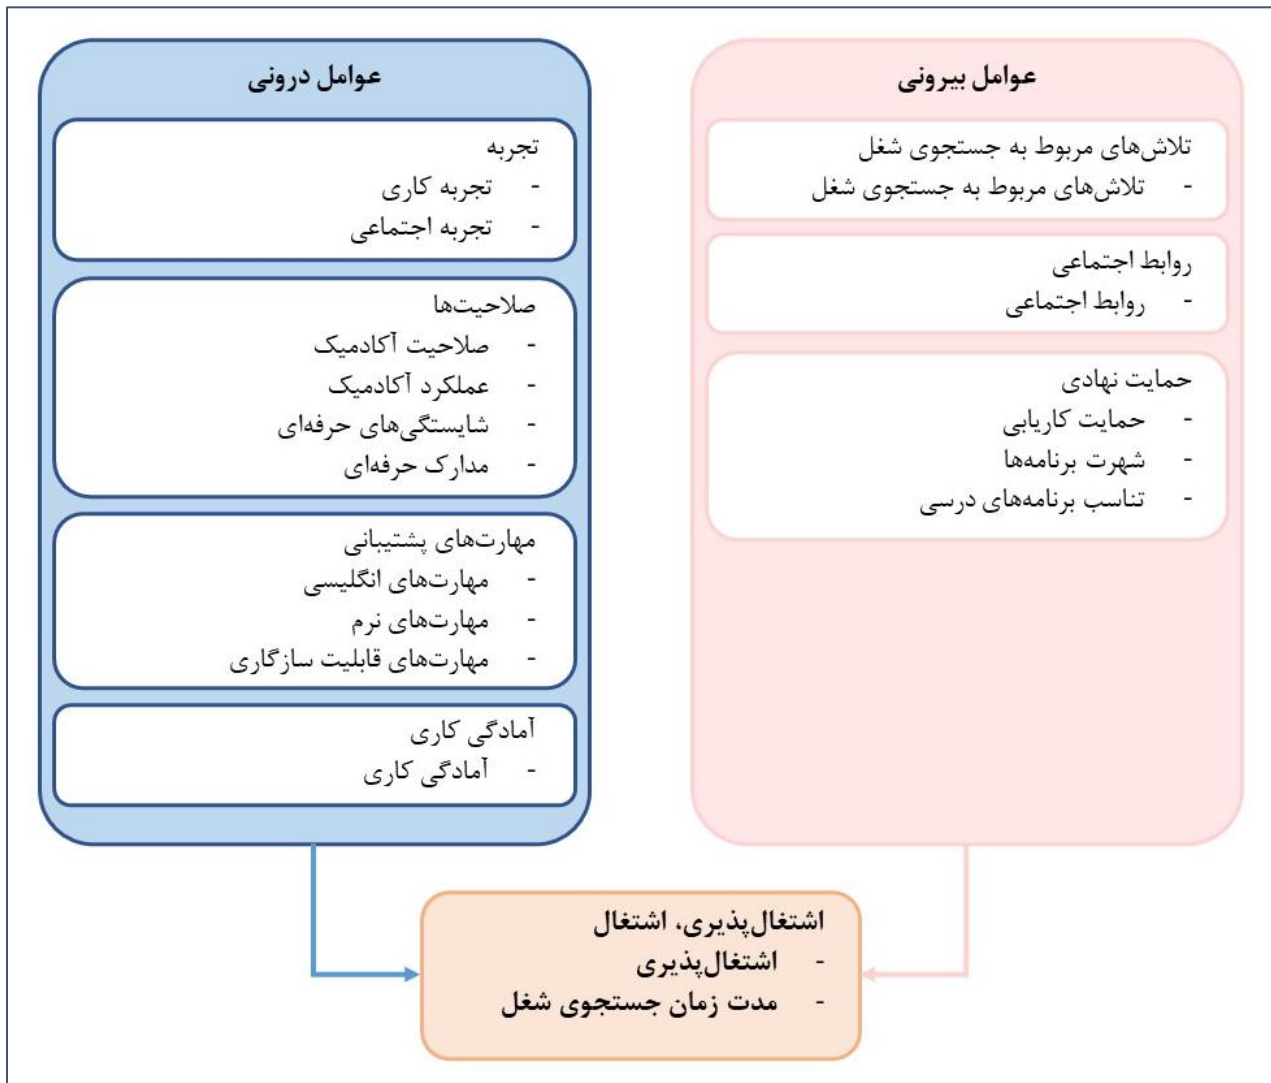 عوامل بیرونی
تلاش‌های مربوط به جستجوی شغل
- تلاش‌های مربوط به جستجوی شغل
روابط اجتماعی
- روابط اجتماعی
حمایت نهادی
- حمایت کاریابی
- شهرت برنامه‌ها
- تناسب برنامه‌های درسی
عوامل درونی
تجربه
- تجربه کاری
- تجربه اجتماعی
صلاحیت‌ها
- صلاحیت آکادمیک
- عملکرد آکادمیک
- شایستگی‌های حرفه‌ای
- مدارک حرفه‌ای
مهارت‌های پشتیبانی
- مهارت‌های انگلیسی
- مهارت‌های نرم
- مهارت‌های قابلیت سازگاری
آمادگی کاری
- آمادگی کاری
اشتغال‌پذیری، اشتغال
- اشتغال‌پذیری
- مدت زمان جستجوی شغل